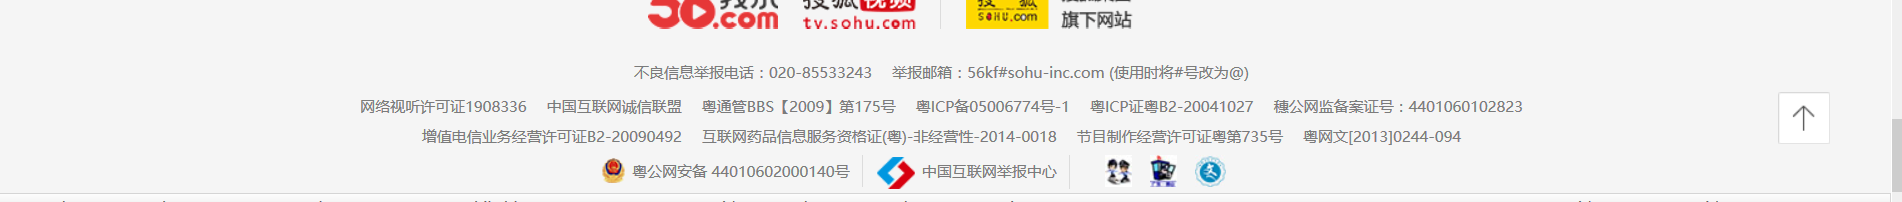 56.com
tv.sohu.com
SOHU.com
旗下网站
不良信息举报电话：020-85533243 举报邮箱：56kf#sohu-inc.com (使用时将#号改为@)
网络视听许可证1908336 中国互联网诚信联盟 粤通管BBS【2009】第175号 粤ICP备05006774号-1 粤ICP证粤B2-20041027 穗公网监备案证号：4401060102823
增值电信业务经营许可证B2-20090492 互联网药品信息服务资格证(粤)-非经营性-2014-0018 节目制作经营许可证粤第735号 粤网文[2013]0244-094
粤公网安备 44010602000140号 中国互联网举报中心